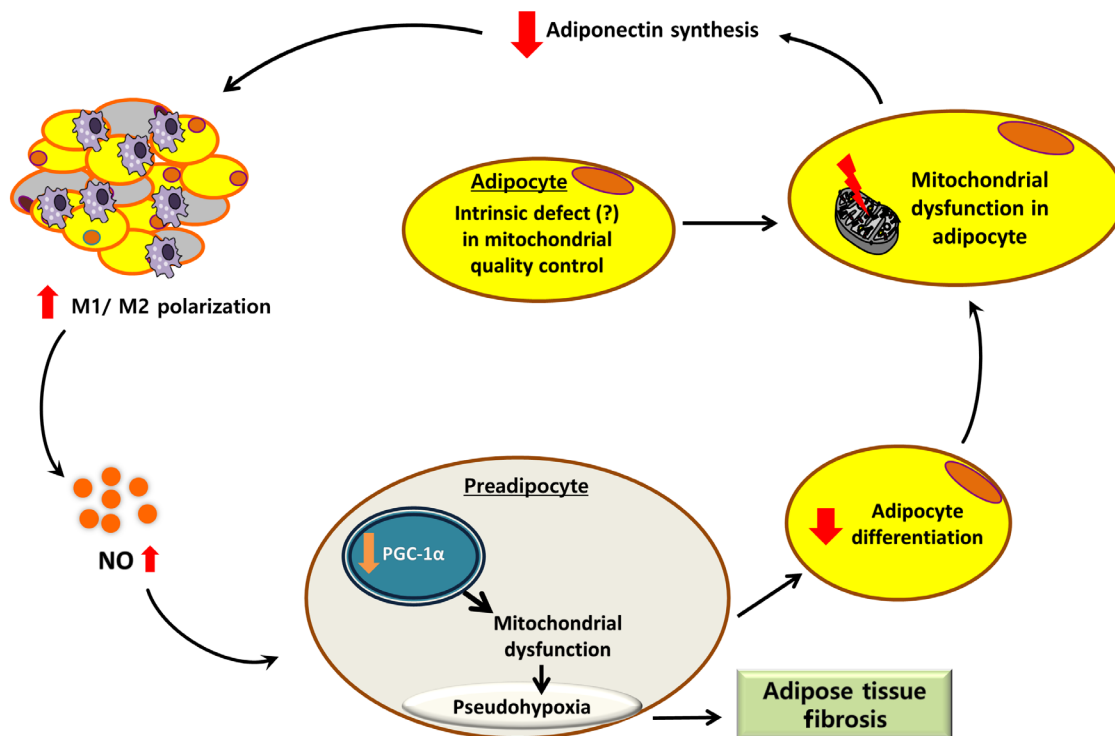 Adiponectin synthesis
Adipocyte
Intrinsic defect (?)
in mitochondrial
quality control
Mitochondrial
dysfunction in
adipocyte
M1/ M2 polarization
NO
Preadipocyte
PGC-1α
Mitochondrial
dysfunction
Pseudohypoxia
Adipocyte
differentiation
Adipose tissue
fibrosis